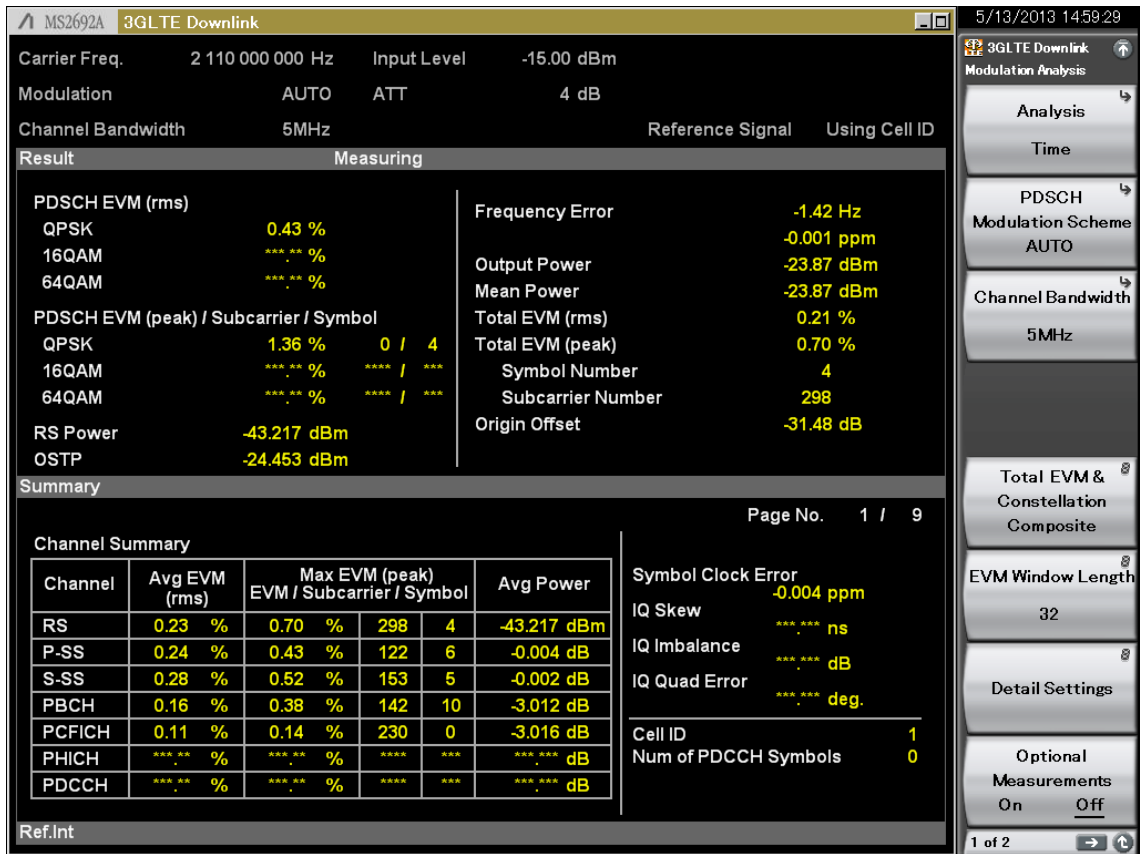 MS2692A 3GLTE Downlink
Carrier Freq. 2 110 000 000 Hz Input Level -15.00 dBm
Modulation AUTO ATT 4 dB
Channel Bandwidth 5MHz Reference Signal Using Cell ID
Result Measuring
PDSCH EVM (rms)
QPSK 0.43 %
16QAM ***.** %
64QAM ***.** %
PDSCH EVM (peak) / Subcarrier / Symbol
QPSK 1.36 % 0 / 4
16QAM ***.** % **** / ***
64QAM ***.** % **** / ***
RS Power -43.217 dBm
OSTP -24.453 dBm
Frequency Error -1.42 Hz
-0.001 ppm
Output Power -23.87 dBm
Mean Power -23.87 dBm
Total EVM (rms) 0.21 %
Total EVM (peak) 0.70 %
Symbol Number 4
Subcarrier Number 298
Origin Offset -31.48 dB
Summary
Page No. 1 / 9
Channel Summary
Channel Avg EVM (rms) Max EVM (peak) EVM / Subcarrier / Symbol Avg Power
RS 0.23 % 0.70 % 298 4 -43.217 dBm
P-SS 0.24 % 0.43 % 122 6 -0.004 dB
S-SS 0.28 % 0.52 % 153 5 -0.002 dB
PBCH 0.16 % 0.38 % 142 10 -3.012 dB
PCFICH 0.11 % 0.14 % 230 0 -3.016 dB
PHICH ***.** % ***.** % **** *** ***.*** dB
PDCCH ***.** % ***.** % **** *** ***.*** dB
Symbol Clock Error
-0.004 ppm
IQ Skew
***.*** ns
IQ Imbalance
***.*** dB
IQ Quad Error
***.*** deg.
Cell ID 1
Num of PDCCH Symbols 0
Ref.Int
5/13/2013 14:59:29
3GLTE Downlink
Modulation Analysis
Analysis
Time
PDSCH
Modulation Scheme
AUTO
Channel Bandwidth
5MHz
Total EVM &
Constellation
Composite
EVM Window Length
32
Detail Settings
Optional
Measurements
On Off
1 of 2